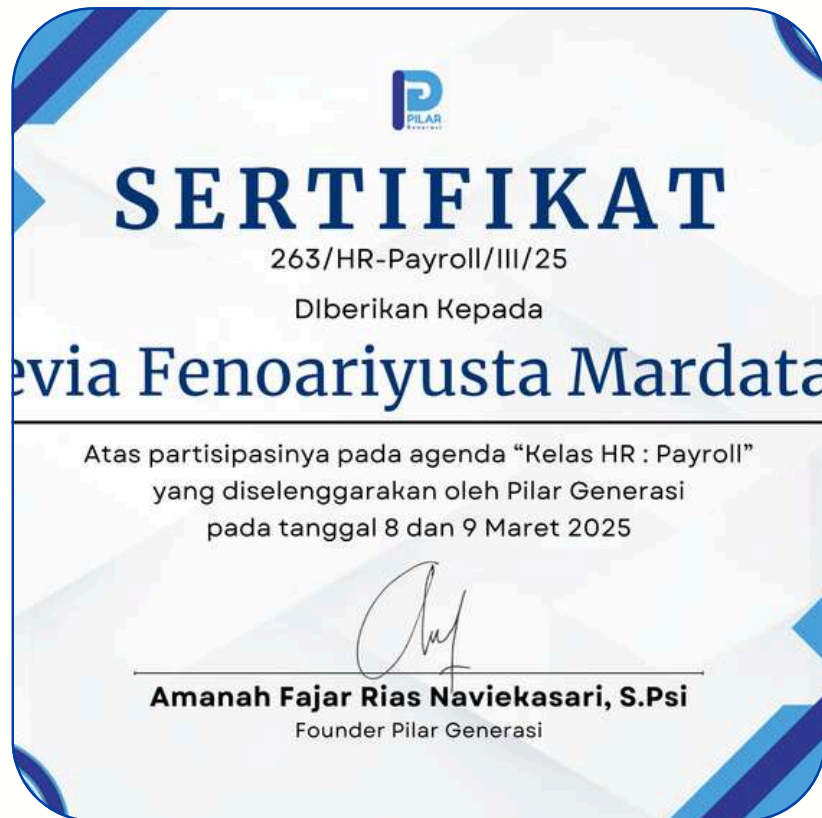 PILAR
Generasi
SERTIFIKAT
263/HR-Payroll/III/25
DIberikan Kepada
evia Fenoariyusta Mardata
Atas partisipasinya pada agenda “Kelas HR : Payroll”
yang diselenggarakan oleh Pilar Generasi
pada tanggal 8 dan 9 Maret 2025
Amanah Fajar Rias Naviekasari, S.Psi
Founder Pilar Generasi